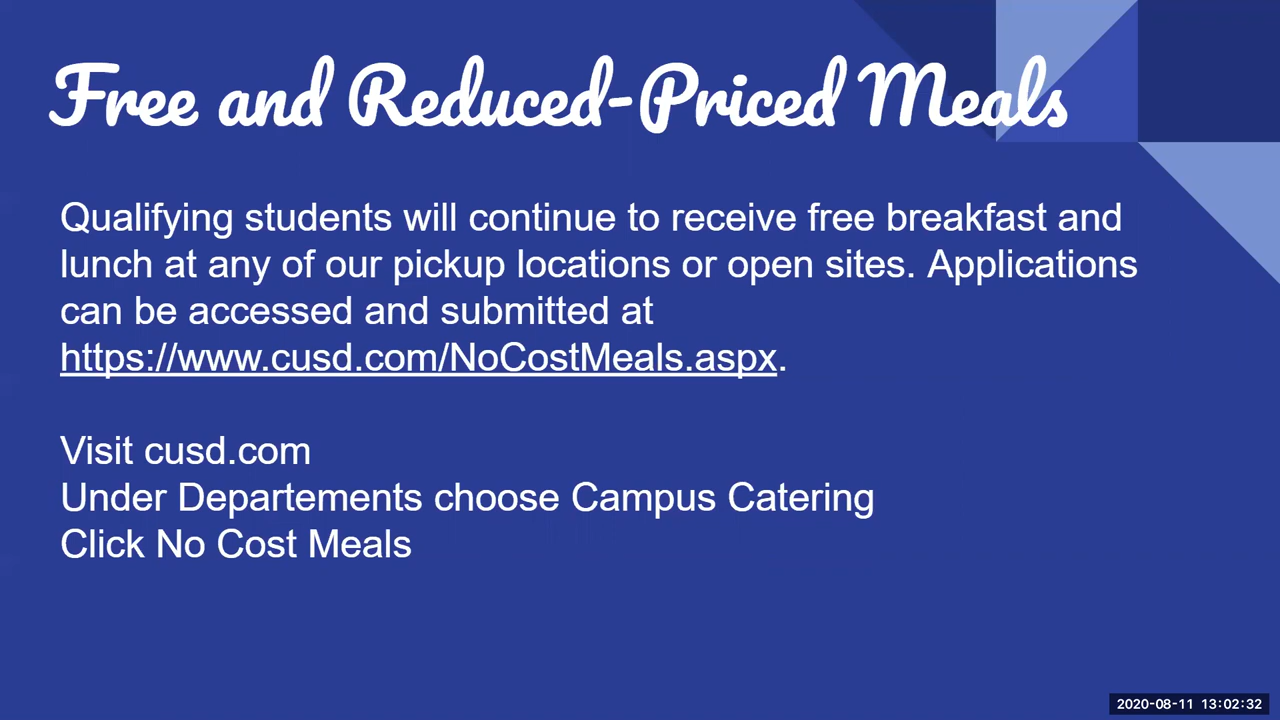 Free and Reduced-Priced Meals
Qualifying students will continue to receive free breakfast and
lunch at any of our pickup locations or open sites. Applications
can be accessed and submitted at
https://www.cusd.com/NoCostMeals.aspx.
Visit cusd.com
Under Departements choose Campus Catering
Click No Cost Meals
2020-08-11 13:02:32